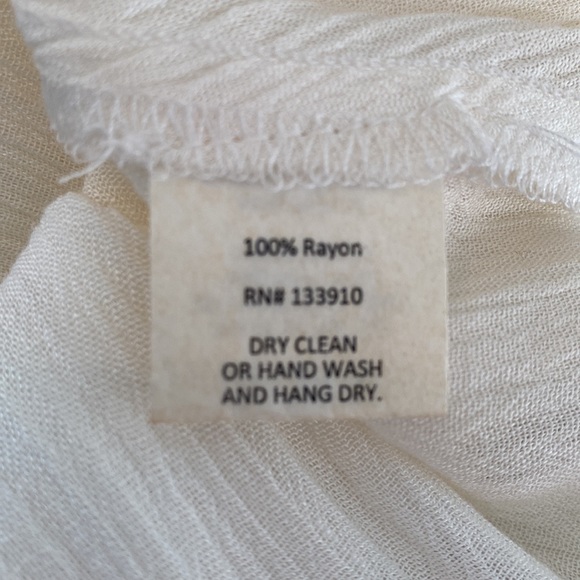 100% Rayon
RN# 133910
DRY CLEAN
OR HAND WASH
AND HANG DRY.